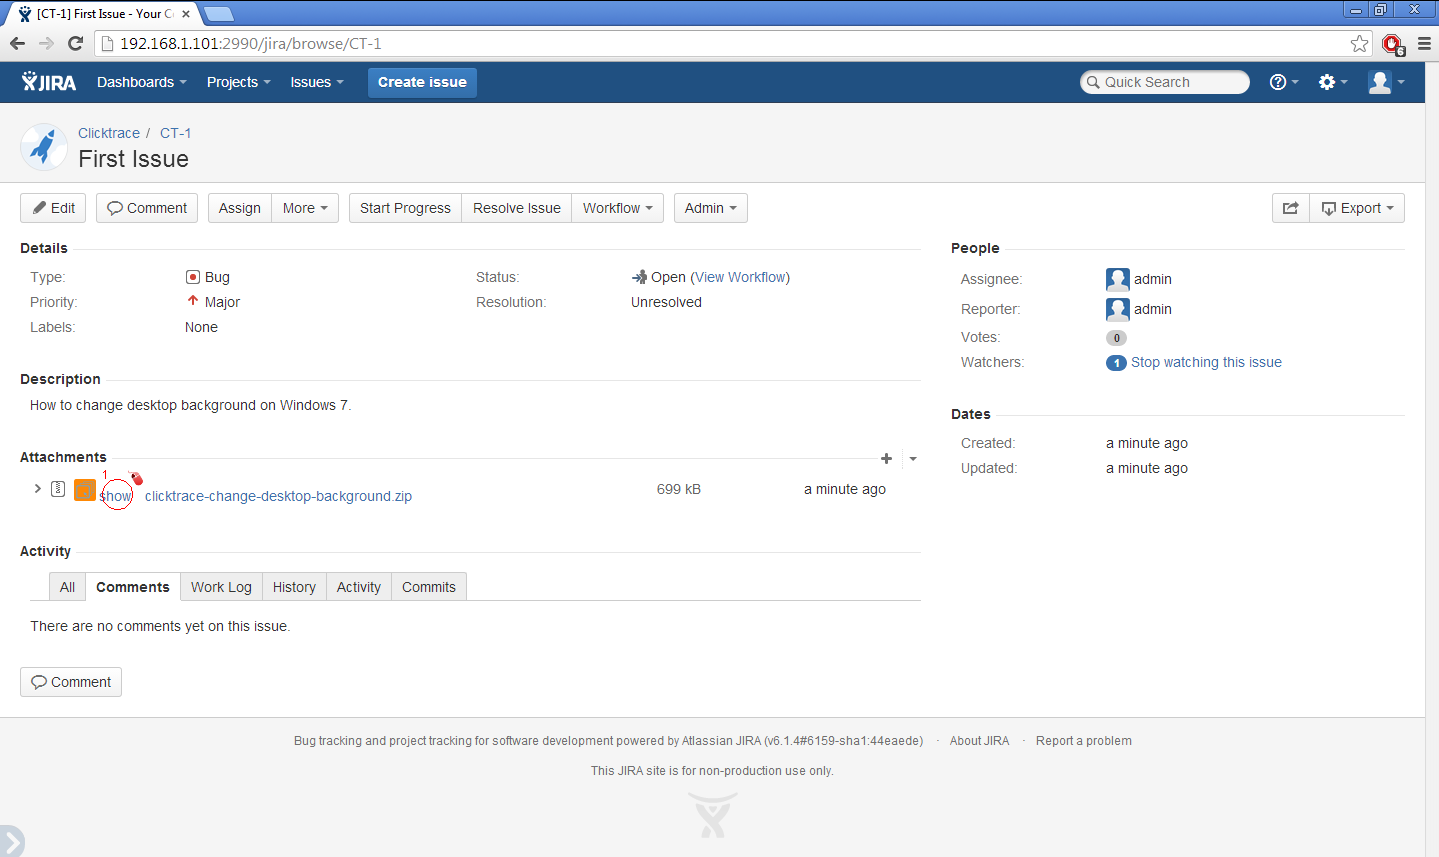 [CT-1] First Issue - Your C
192.168.1.101:2990/jira/browse/CT-1
6
JIRA Dashboards Projects Issues Create issue Quick Search
Clicktrace / CT-1
First Issue
Edit Comment Assign More Start Progress Resolve Issue Workflow Admin Export
Details
Type: Bug Status: Open (View Workflow)
Priority: Major Resolution: Unresolved
Labels: None
People
Assignee: admin
Reporter: admin
Votes: 0
Watchers: 1 Stop watching this issue
Description
How to change desktop background on Windows 7.
Dates
Created: a minute ago
Updated: a minute ago
Attachments
1
show clicktrace-change-desktop-background.zip 699 kB a minute ago
Activity
All Comments Work Log History Activity Commits
There are no comments yet on this issue.
Comment
Bug tracking and project tracking for software development powered by Atlassian JIRA (v6.1.4#6159-sha1:44eaede) · About JIRA · Report a problem
This JIRA site is for non-production use only.